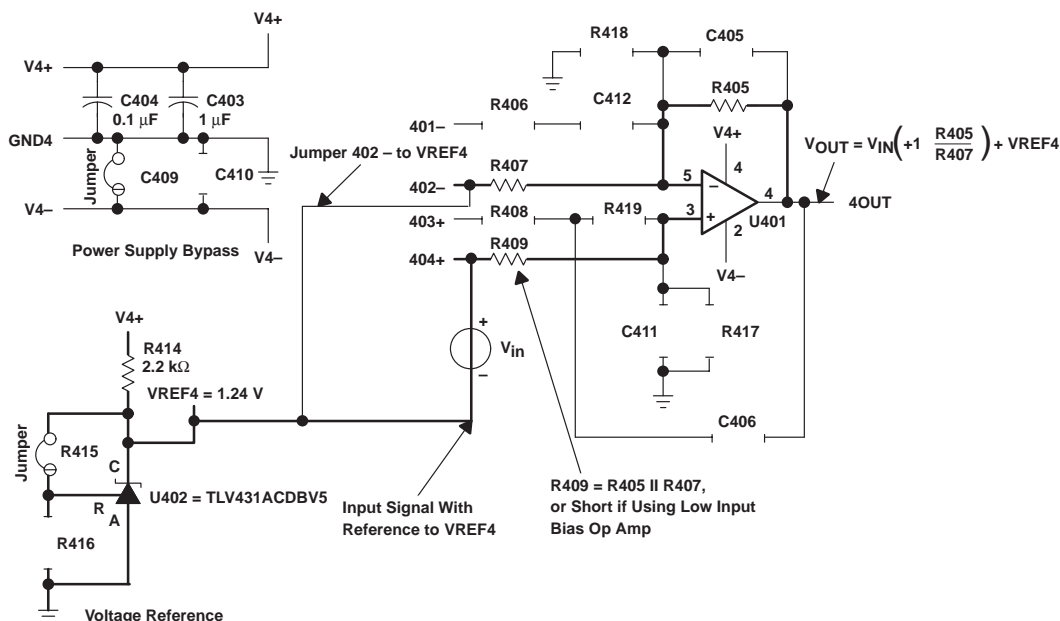 V4+
R418
C405
V4+
C404
0.1 µF
C403
1 µF
R406
C412
R405
401–
V4+
VOUT = VIN(+1 R405/R407) + VREF4
GND4
Jumper
C409
C410
Jumper 402 – to VREF4
R407
4
402–
5
–
4
4OUT
V4–
403+
R408
R419
3
+
U401
2
Power Supply Bypass
V4–
404+
R409
V4–
V4+
C411
R417
+
Vin
–
R414
2.2 kΩ
VREF4 = 1.24 V
C406
Jumper
R415
C
U402 = TLV431ACDBV5
R
A
Input Signal With
Reference to VREF4
R409 = R405 II R407,
or Short if Using Low Input
Bias Op Amp
R416
Voltage Reference